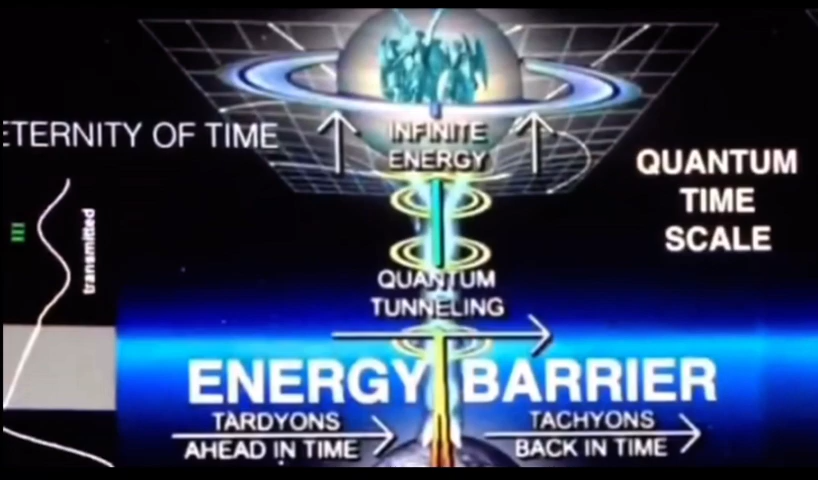 ETERNITY OF TIME
INFINITE
ENERGY
QUANTUM
TIME
SCALE
III
transmitted
QUANTUM
TUNNELING
ENERGY BARRIER
TARDYONS
AHEAD IN TIME
TACHYONS
BACK IN TIME